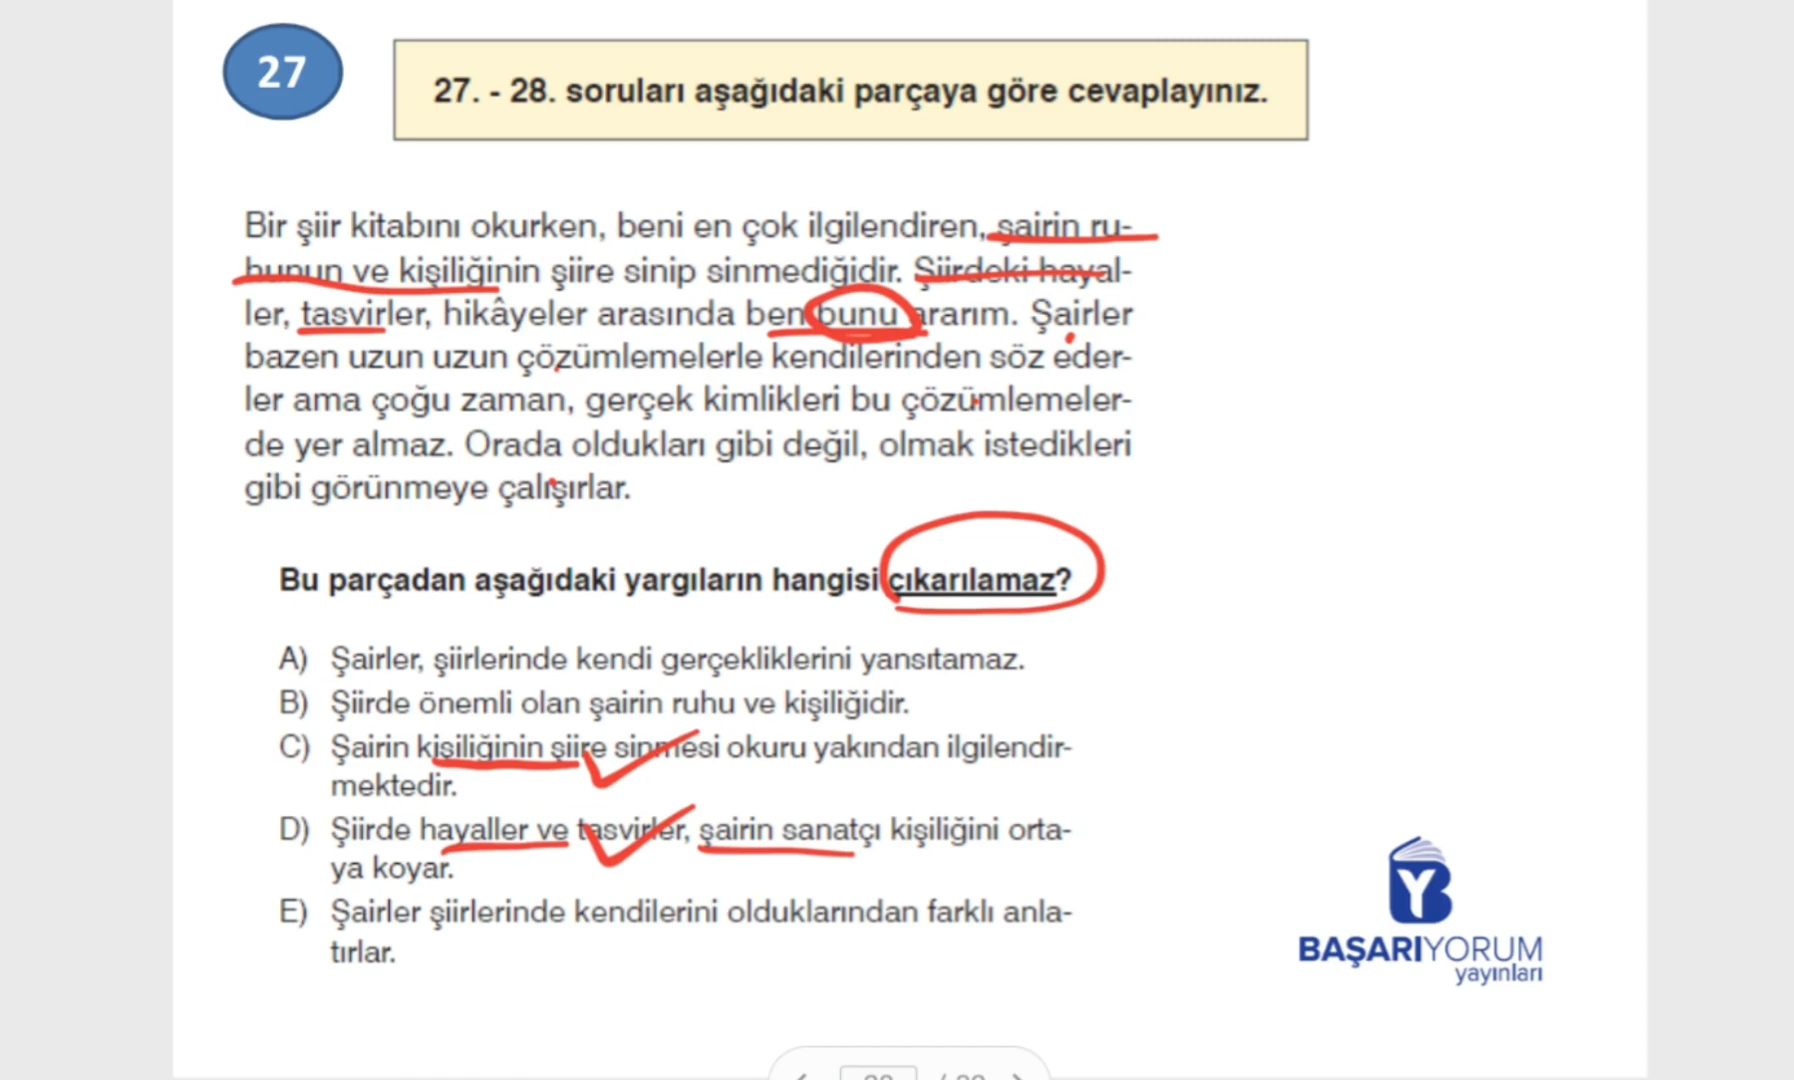 27
27. - 28. soruları aşağıdaki parçaya göre cevaplayınız.
Bir şiir kitabını okurken, beni en çok ilgilendiren, şairin ru-
hunun ve kişiliğinin şiire sinip sinmediğidir. Şiirdeki hayal-
ler, tasvirler, hikâyeler arasında ben bunu ararım. Şairler
bazen uzun uzun çözümlemelerle kendilerinden söz eder-
ler ama çoğu zaman, gerçek kimlikleri bu çözümlemeler-
de yer almaz. Orada oldukları gibi değil, olmak istedikleri
gibi görünmeye çalışırlar.
Bu parçadan aşağıdaki yargıların hangisi çıkarılamaz?
A) Şairler, şiirlerinde kendi gerçekliklerini yansıtamaz.
B) Şiirde önemli olan şairin ruhu ve kişiliğidir.
C) Şairin kişiliğinin şiire sinmesi okuru yakından ilgilendir-
mektedir.
D) Şiirde hayaller ve tasvirler, şairin sanatçı kişiliğini orta-
ya koyar.
E) Şairler şiirlerinde kendilerini olduklarından farklı anla-
tırlar.
BAŞARIYORUM
yayınları